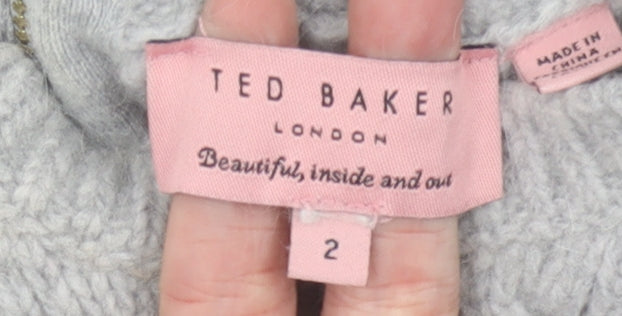 TED BAKER
LONDON
Beautiful, inside and out
2
MADE IN
CHINA